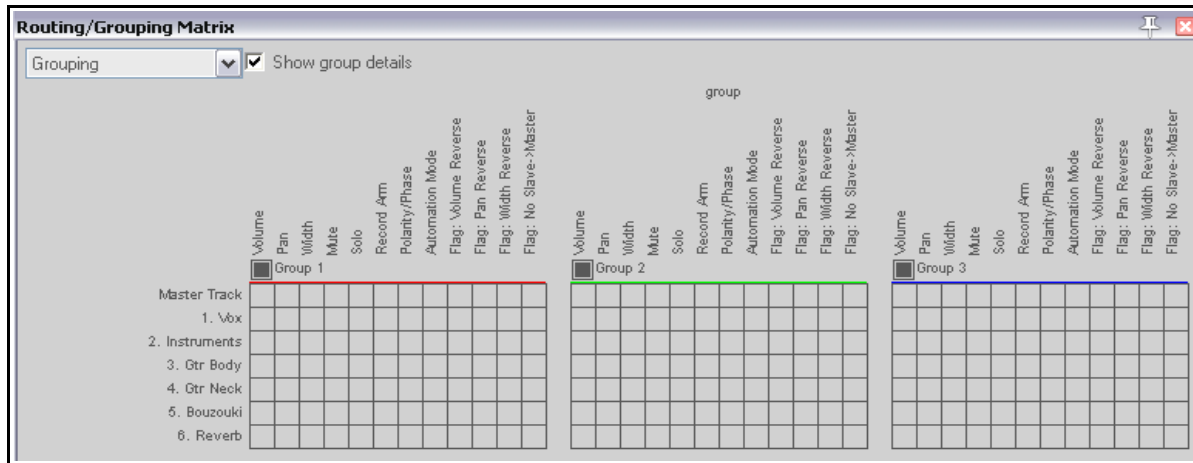 Routing/Grouping Matrix
Grouping
Show group details
group
Volume
Pan
Width
Mute
Solo
Record Arm
Polarity/Phase
Automation Mode
Flag: Volume Reverse
Flag: Pan Reverse
Flag: Width Reverse
Flag: No Slave->Master
Volume
Pan
Width
Mute
Solo
Record Arm
Polarity/Phase
Automation Mode
Flag: Volume Reverse
Flag: Pan Reverse
Flag: Width Reverse
Flag: No Slave->Master
Volume
Pan
Width
Mute
Solo
Record Arm
Polarity/Phase
Automation Mode
Flag: Volume Reverse
Flag: Pan Reverse
Flag: Width Reverse
Flag: No Slave->Master
Group 1
Group 2
Group 3
Master Track
1. Vox
2. Instruments
3. Gtr Body
4. Gtr Neck
5. Bouzouki
6. Reverb